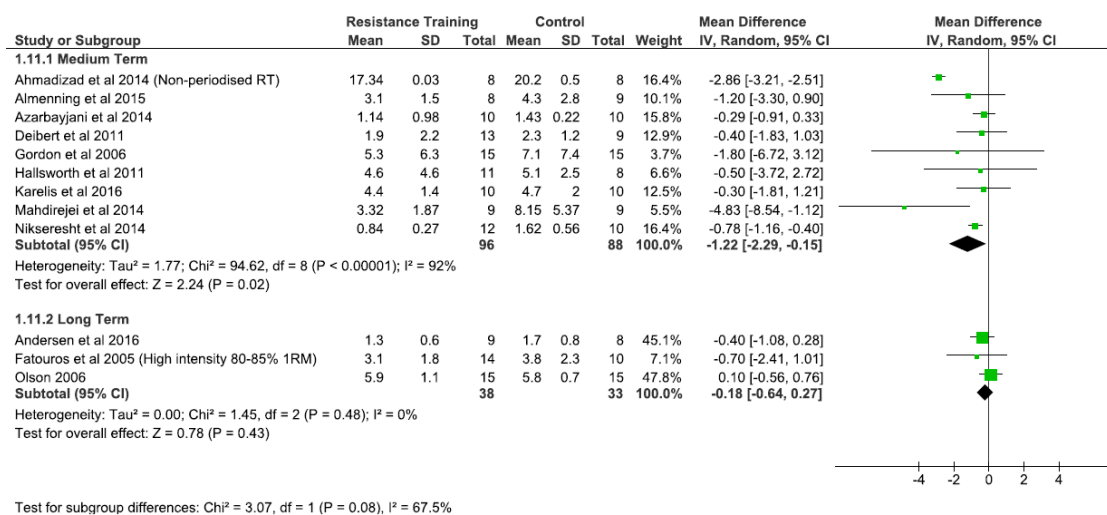 Resistance Training Control Mean Difference Mean Difference
Study or Subgroup Mean SD Total Mean SD Total Weight IV, Random, 95% CI IV, Random, 95% CI
1.11.1 Medium Term
Ahmadizad et al 2014 (Non-periodised RT) 17.34 0.03 8 20.2 0.5 8 16.4% -2.86 [-3.21, -2.51]
Almenning et al 2015 3.1 1.5 8 4.3 2.8 9 10.1% -1.20 [-3.30, 0.90]
Azarbayjani et al 2014 1.14 0.98 10 1.43 0.22 10 15.8% -0.29 [-0.91, 0.33]
Deibert et al 2011 1.9 2.2 13 2.3 1.2 9 12.9% -0.40 [-1.83, 1.03]
Gordon et al 2006 5.3 6.3 15 7.1 7.4 15 3.7% -1.80 [-6.72, 3.12]
Hallsworth et al 2011 4.6 4.6 11 5.1 2.5 8 6.6% -0.50 [-3.72, 2.72]
Karelis et al 2016 4.4 1.4 10 4.7 2 10 12.5% -0.30 [-1.81, 1.21]
Mahdirejei et al 2014 3.32 1.87 9 8.15 5.37 9 5.5% -4.83 [-8.54, -1.12]
Nikseresht et al 2014 0.84 0.27 12 1.62 0.56 10 16.4% -0.78 [-1.16, -0.40]
Subtotal (95% CI) 96 88 100.0% -1.22 [-2.29, -0.15]
Heterogeneity: Tau² = 1.77; Chi² = 94.62, df = 8 (P < 0.00001); I² = 92%
Test for overall effect: Z = 2.24 (P = 0.02)
1.11.2 Long Term
Andersen et al 2016 1.3 0.6 9 1.7 0.8 8 45.1% -0.40 [-1.08, 0.28]
Fatouros et al 2005 (High intensity 80-85% 1RM) 3.1 1.8 14 3.8 2.3 10 7.1% -0.70 [-2.41, 1.01]
Olson 2006 5.9 1.1 15 5.8 0.7 15 47.8% 0.10 [-0.56, 0.76]
Subtotal (95% CI) 38 33 100.0% -0.18 [-0.64, 0.27]
Heterogeneity: Tau² = 0.00; Chi² = 1.45, df = 2 (P = 0.48); I² = 0%
Test for overall effect: Z = 0.78 (P = 0.43)
-4 -2 0 2 4
Test for subgroup differences: Chi² = 3.07, df = 1 (P = 0.08), I² = 67.5%